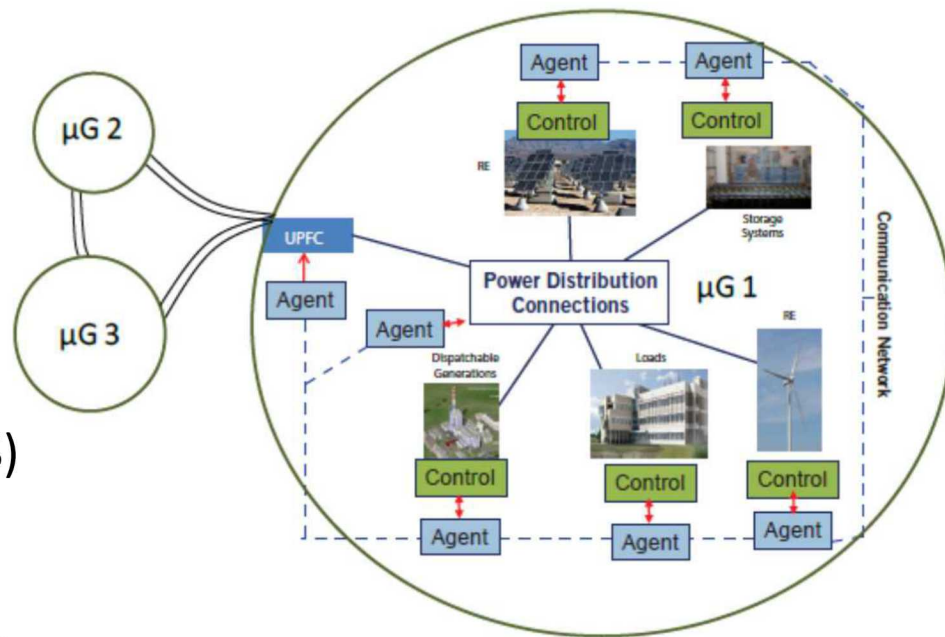 Agent
Agent
Control
Control
µG 2
RE
Storage
Systems
UPFC
Communication Network
Power Distribution
Connections
µG 1
Agent
µG 3
Agent
RE
Dispatchable
Generations
Loads
)
Control
Control
Control
Agent
Agent
Agent